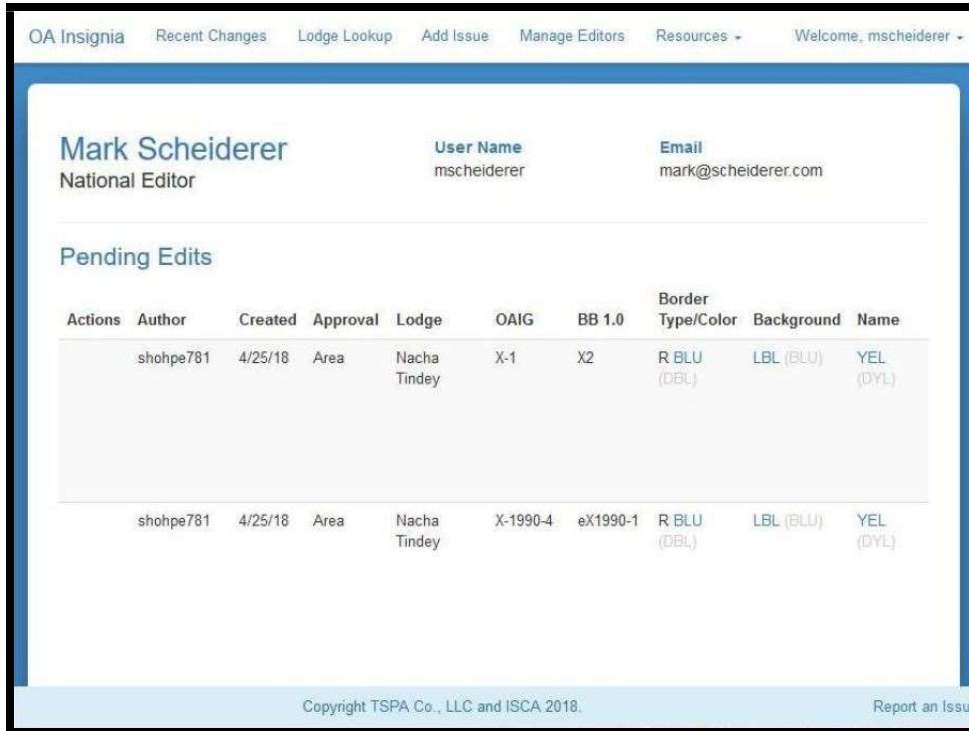 OA Insignia Recent Changes Lodge Lookup Add Issue Manage Editors Resources Welcome, mscheiderer
Mark Scheiderer User Name Email
National Editor mscheiderer mark@scheiderer.com
Pending Edits
Border
Actions Author Created Approval Lodge OAIG BB 1.0 Type/Color Background Name
shohpe781 4/25/18 Area Nacha X-1 X2 R BLU LBL (BLU) YEL
Tindey (DBL) (DYL)
shohpe781 4/25/18 Area Nacha X-1990-4 eX1990-1 R BLU LBL (BLU) YEL
Tindey (DBL) (DYL)
Copyright TSPA Co., LLC and ISCA 2018. Report an Issu